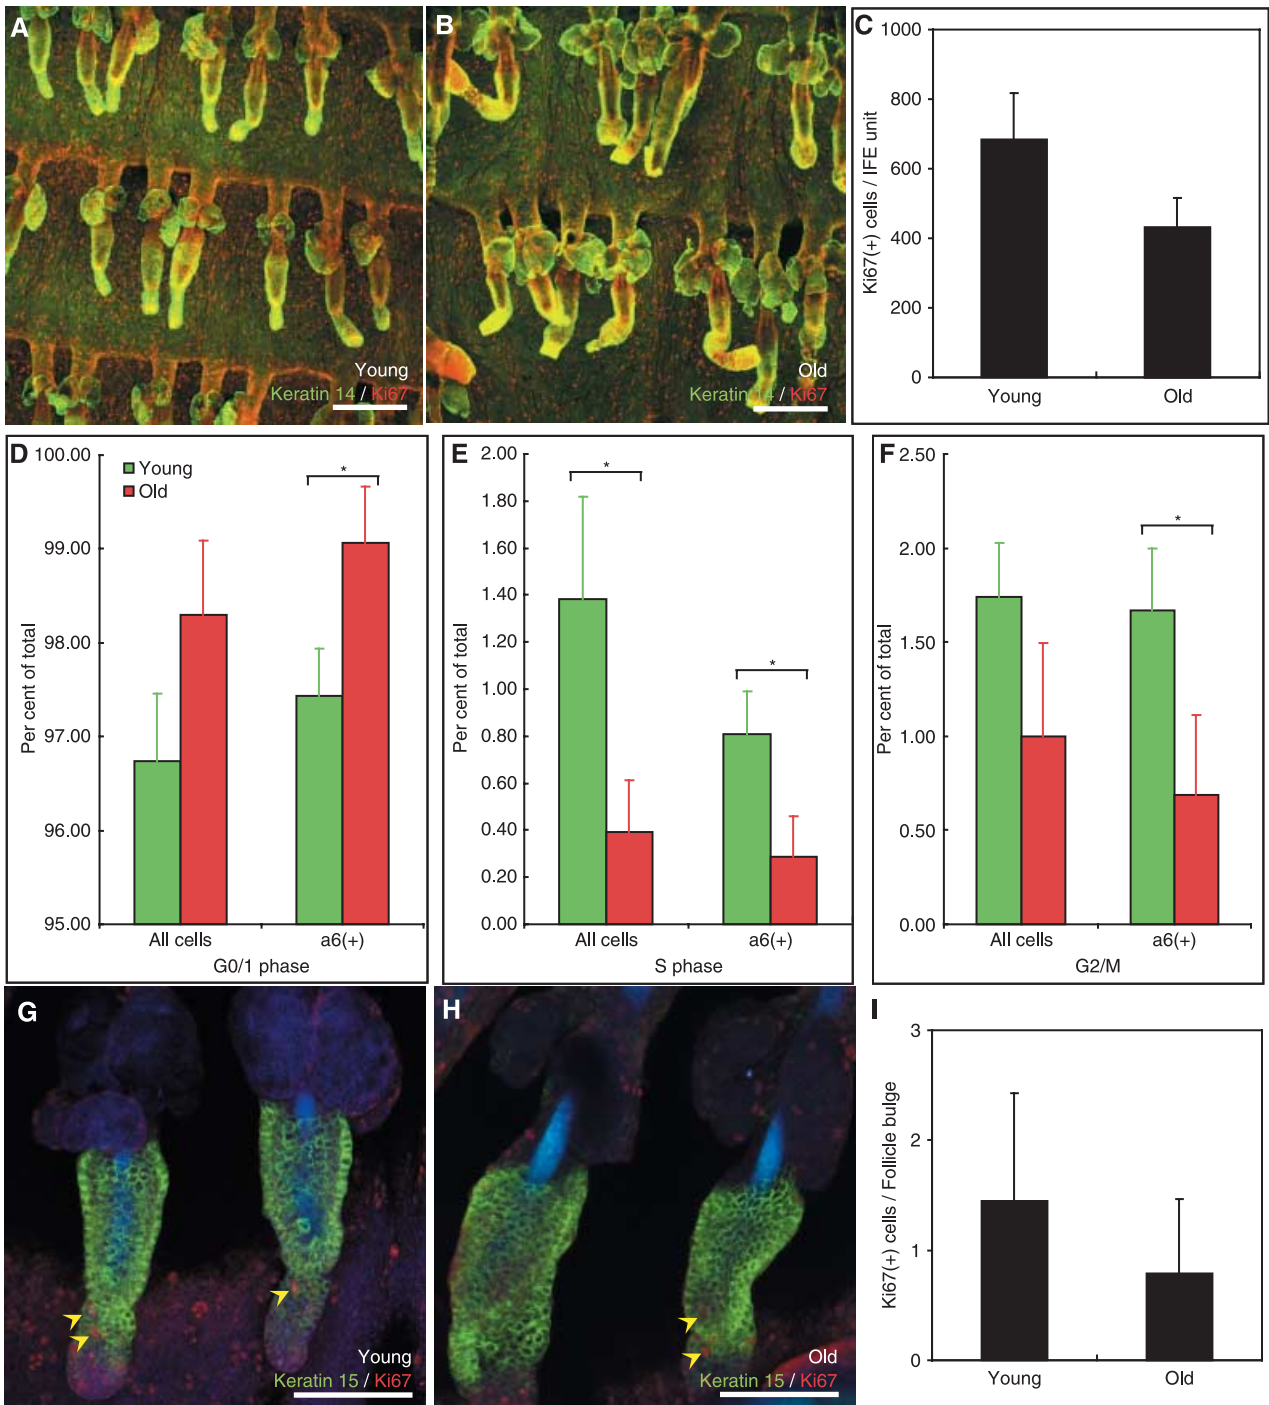 A
Young
Keratin 14 / Ki67
B
Old
Keratin 14 / Ki67
C
Ki67(+) cells / IFE unit
1000
800
600
400
200
0
Young
Old
D
Young
Old
*
Per cent of total
100.00
99.00
98.00
97.00
96.00
95.00
All cells
a6(+)
G0/1 phase
E
*
*
Per cent of total
2.00
1.80
1.60
1.40
1.20
1.00
0.80
0.60
0.40
0.20
0.00
All cells
a6(+)
S phase
F
*
Per cent of total
2.50
2.00
1.50
1.00
0.50
0.00
All cells
a6(+)
G2/M
G
Young
Keratin 15 / Ki67
H
Old
Keratin 15 / Ki67
I
Ki67(+) cells / Follicle bulge
3
2
1
0
Young
Old